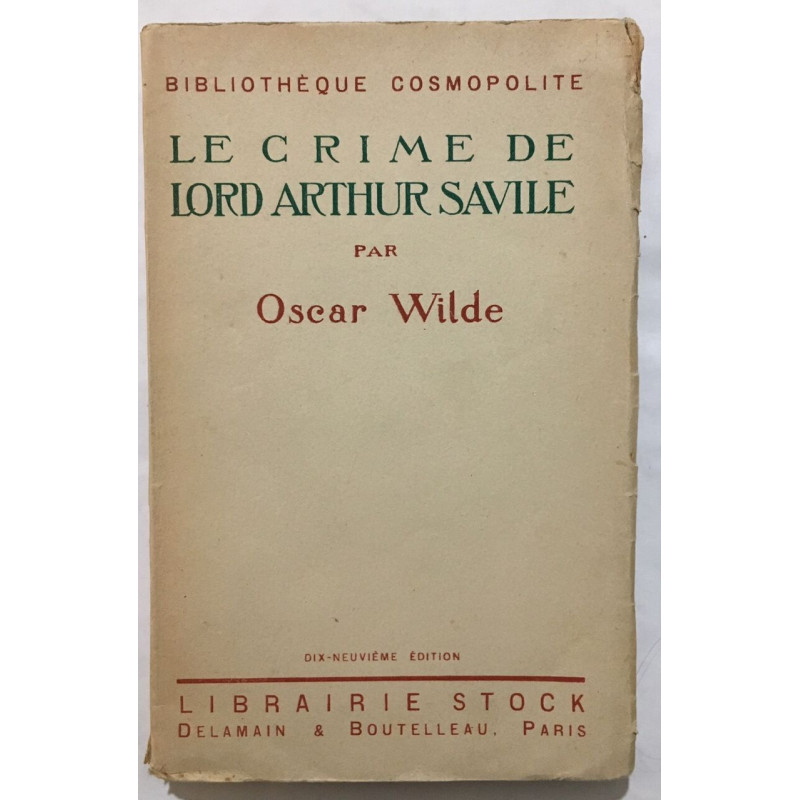 BIBLIOTHÈQUE COSMOPOLITE
LE CRIME DE
LORD ARTHUR SAVILE
PAR
Oscar Wilde
DIX-NEUVIÈME ÉDITION
LIBRAIRIE STOCK
DELAMAIN & BOUTELLEAU, PARIS